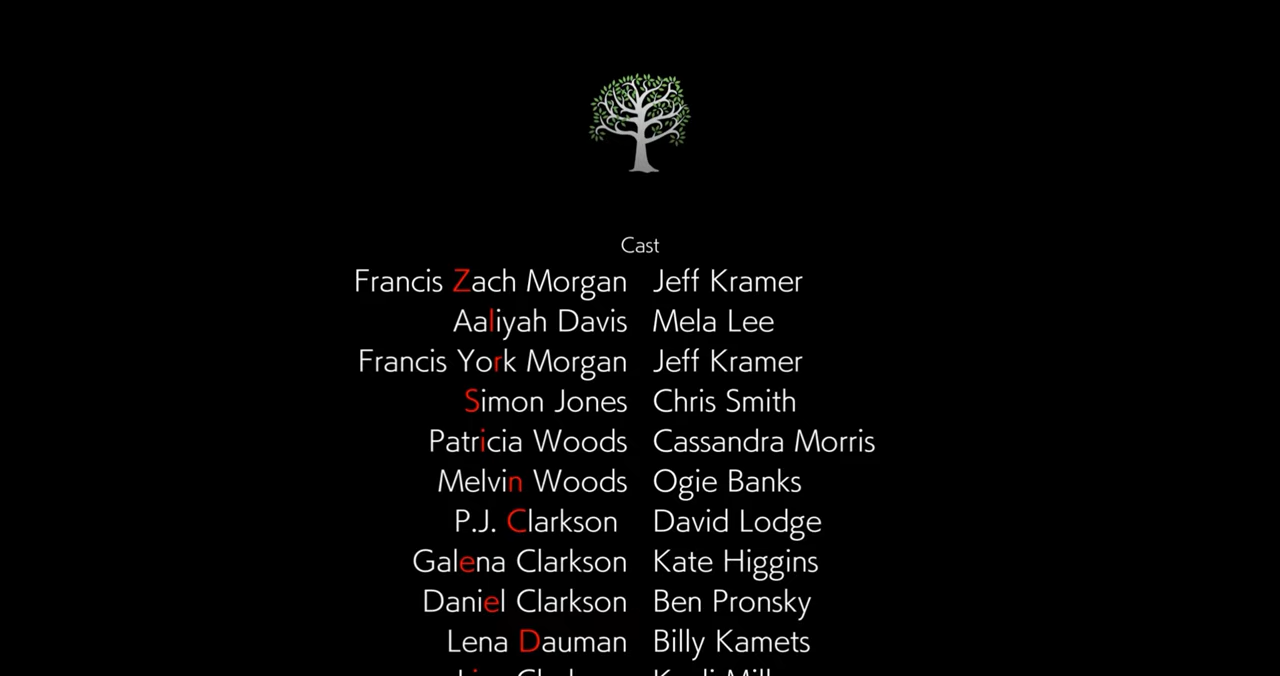 Cast
Francis Zach Morgan Jeff Kramer
Aaliyah Davis Mela Lee
Francis York Morgan Jeff Kramer
Simon Jones Chris Smith
Patricia Woods Cassandra Morris
Melvin Woods Ogie Banks
P.J. Clarkson David Lodge
Galena Clarkson Kate Higgins
Daniel Clarkson Ben Pronsky
Lena Dauman Billy Kamets